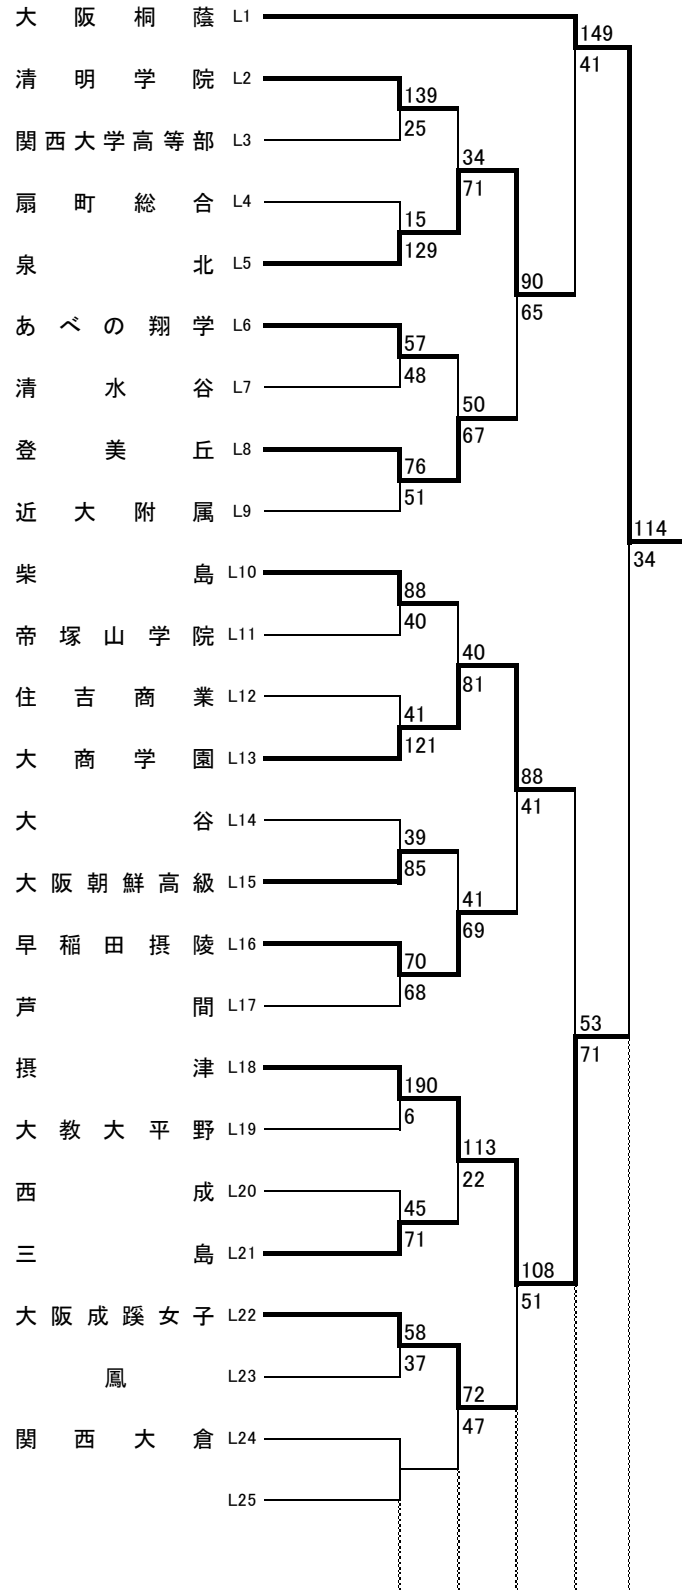 大阪桐蔭 L1
149
41
清明学院 L2
139
25
関西大学高等部 L3
34
71
扇町総合 L4
15
129
泉北 L5
90
65
あべの翔学 L6
57
48
清水谷 L7
50
67
登美丘 L8
76
51
近大附属 L9
114
34
柴島 L10
88
40
帝塚山学院 L11
40
81
住吉商業 L12
41
121
大商学園 L13
88
41
大谷 L14
39
85
大阪朝鮮高級 L15
41
69
早稲田摂陵 L16
70
68
芦間 L17
53
71
摂津 L18
190
6
大教大平野 L19
113
22
西成 L20
45
71
三島 L21
108
51
大阪成蹊女子 L22
58
37
鳳 L23
72
47
関西大倉 L24
L25